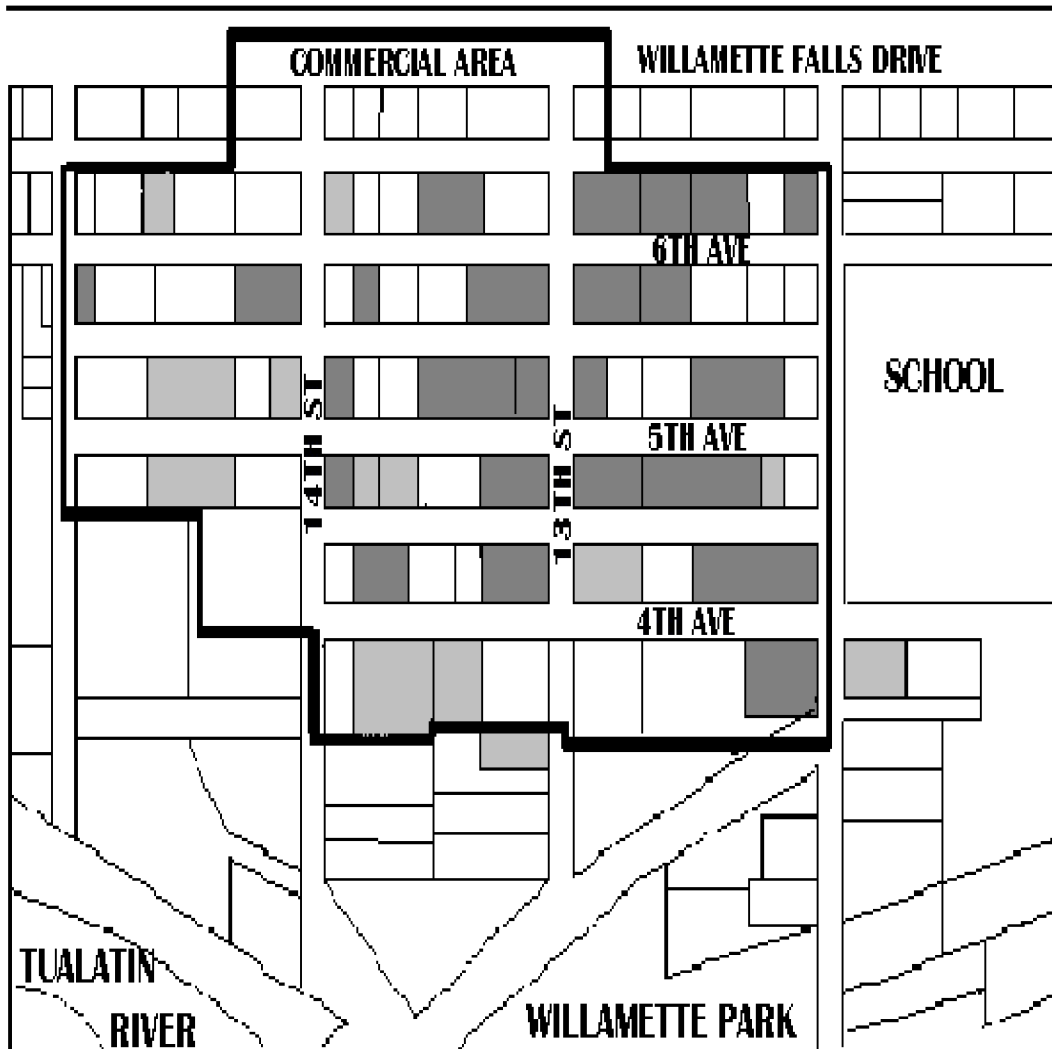 COMMERCIAL AREA
WILLAMETTE FALLS DRIVE
6TH AVE
SCHOOL
14TH ST
13TH ST
5TH AVE
4TH AVE
TUALATIN
RIVER
WILLAMETTE PARK